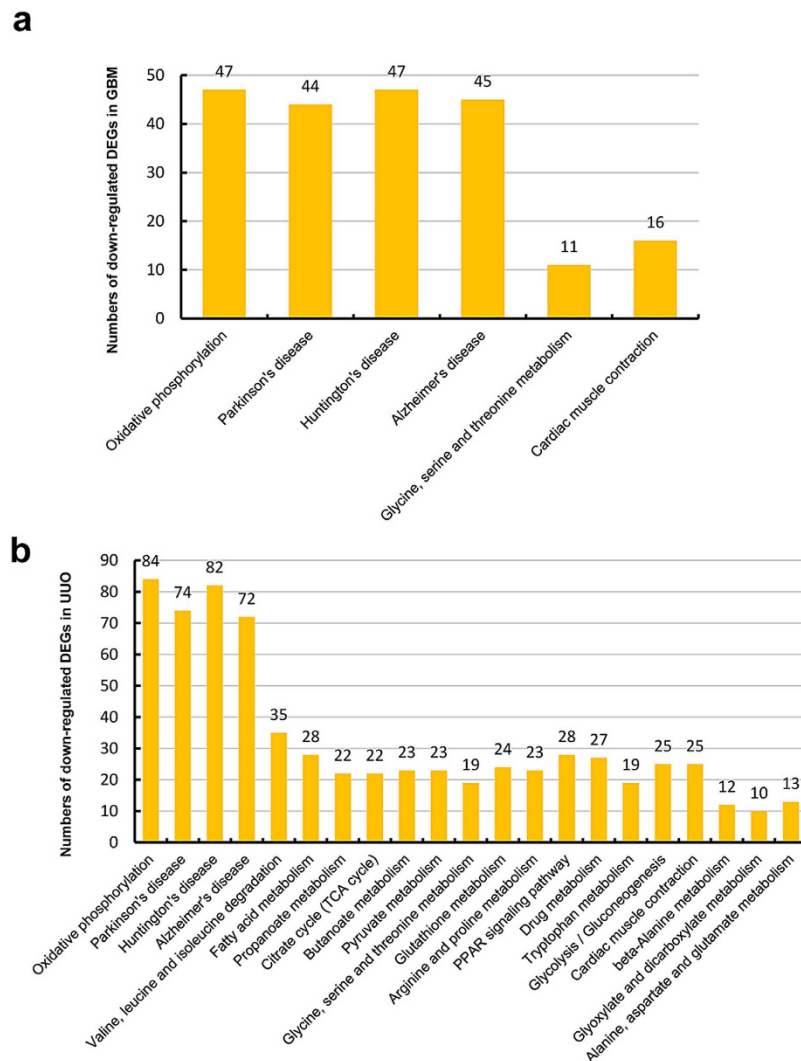 a
Numbers of down-regulated DEGs in GBM
50
40
30
20
10
0
47
44
47
45
11
16
Oxidative phosphorylation
Parkinson's disease
Huntington's disease
Alzheimer's disease
Glycine, serine and threonine metabolism
Cardiac muscle contraction
b
Numbers of down-regulated DEGs in UUO
90
80
70
60
50
40
30
20
10
0
84
74
82
72
35
28
22
22
23
23
19
24
23
28
27
19
25
25
12
10
13
Oxidative phosphorylation
Parkinson's disease
Huntington's disease
Alzheimer's disease
Valine, leucine and isoleucine degradation
Fatty acid metabolism
Propanoate metabolism
Citrate cycle (TCA cycle)
Butanoate metabolism
Pyruvate metabolism
Glycine, serine and threonine metabolism
Glutathione metabolism
Arginine and proline metabolism
PPAR signaling pathway
Drug metabolism
Tryptophan metabolism
Glycolysis / Gluconeogenesis
Cardiac muscle contraction
beta-Alanine metabolism
Glyoxylate and dicarboxylate metabolism
Alanine, aspartate and glutamate metabolism